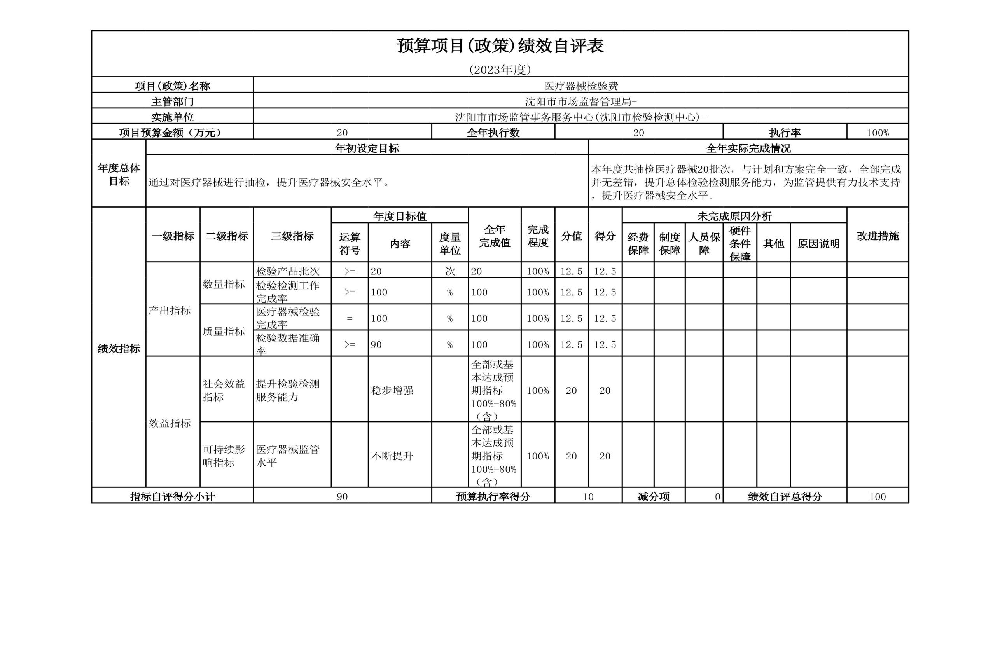 预算项目(政策)绩效自评表
(2023年度)
项目(政策)名称 医疗器械检验费
主管部门 沈阳市市场监督管理局-
实施单位 沈阳市市场监管事务服务中心(沈阳市检验检测中心)-
项目预算金额（万元） 20 全年执行数 20 执行率 100%
年度总体
目标
年初设定目标 全年实际完成情况
通过对医疗器械进行抽检，提升医疗器械安全水平。
本年度共抽检医疗器械20批次，与计划和方案完全一致，全部完成
并无差错，提升总体检验检测服务能力，为监管提供有力技术支持
，提升医疗器械安全水平。
绩效指标
一级指标 二级指标 三级指标
年度目标值
运算
符号
内容
度量
单位
全年
完成值
完成
程度
分值 得分
未完成原因分析
经费
保障
制度
保障
人员保
障
硬件
条件
保障
其他 原因说明
改进措施
产出指标
数量指标
检验产品批次 >= 20 次 20 100% 12.5 12.5
检验检测工作
完成率
>= 100 % 100 100% 12.5 12.5
质量指标
医疗器械检验
完成率
= 100 % 100 100% 12.5 12.5
检验数据准确
率
>= 90 % 100 100% 12.5 12.5
效益指标
社会效益
指标
提升检验检测
服务能力
稳步增强
全部或基
本达成预
期指标
100%-80%
（含）
100% 20 20
可持续影
响指标
医疗器械监管
水平
不断提升
全部或基
本达成预
期指标
100%-80%
（含）
100% 20 20
指标自评得分小计 90 预算执行率得分 10 减分项 0 绩效自评总得分 100